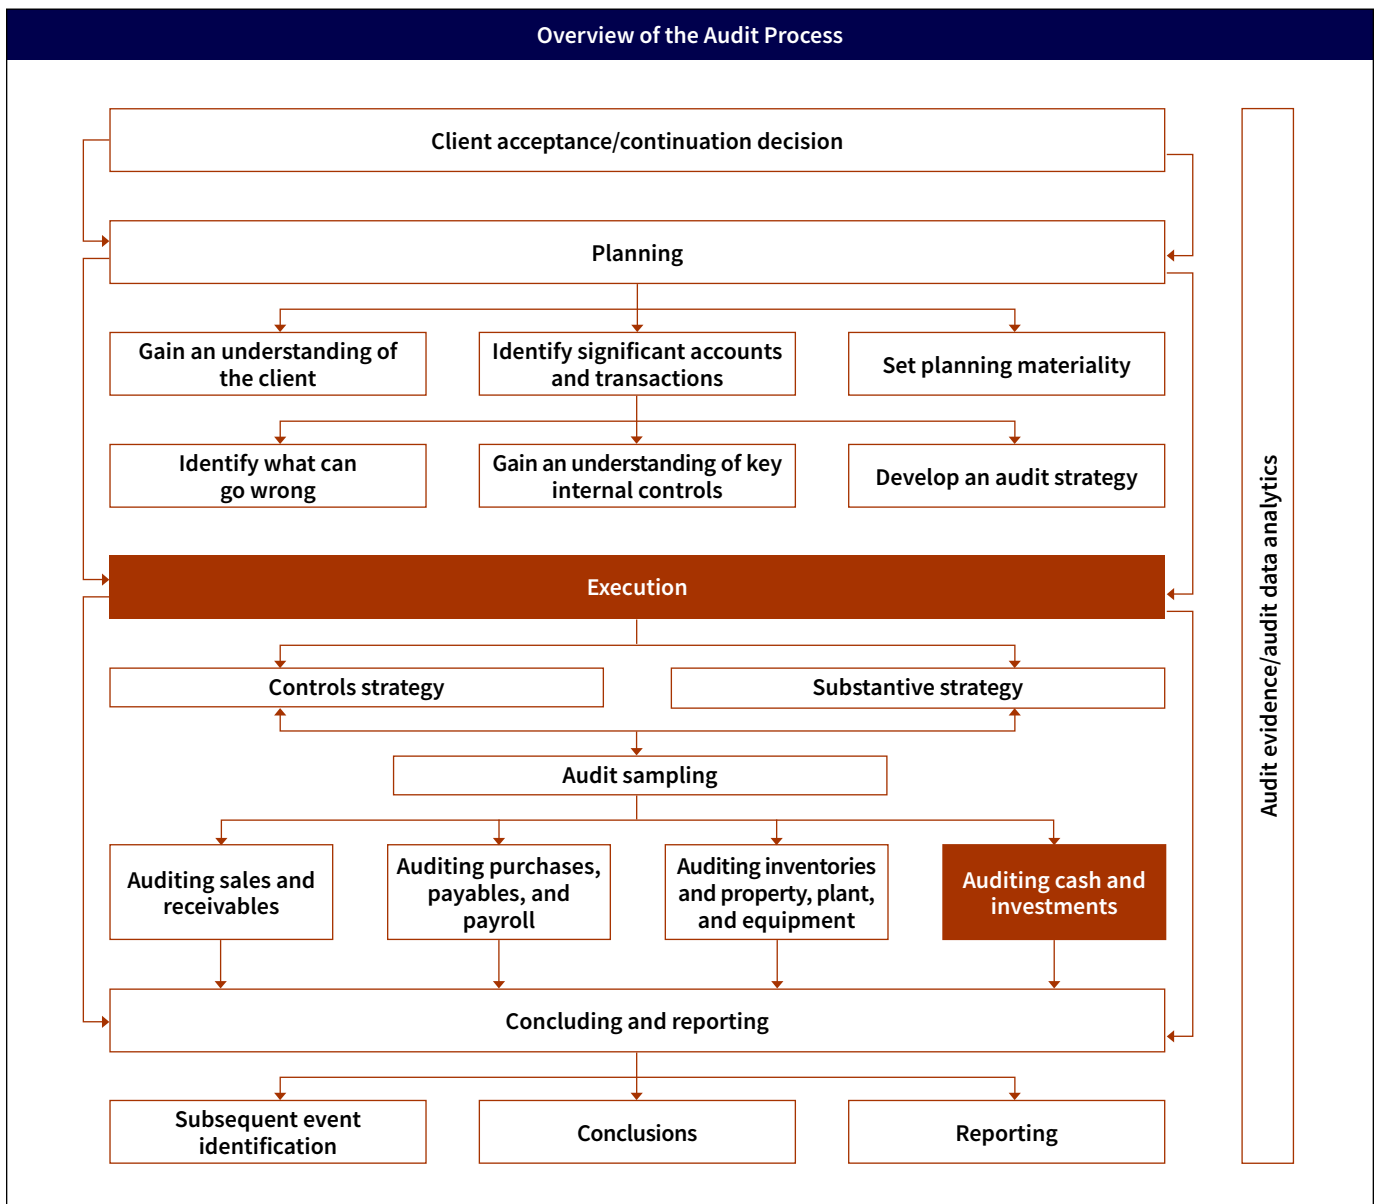 Overview of the Audit Process
Client acceptance/continuation decision
Planning
Gain an understanding of
the client
Identify significant accounts
and transactions
Set planning materiality
Identify what can
go wrong
Gain an understanding of key
internal controls
Develop an audit strategy
Execution
Controls strategy
Substantive strategy
Audit sampling
Auditing sales and
receivables
Auditing purchases,
payables, and
payroll
Auditing inventories
and property, plant,
and equipment
Auditing cash and
investments
Concluding and reporting
Subsequent event
identification
Conclusions
Reporting
Audit evidence/audit data analytics